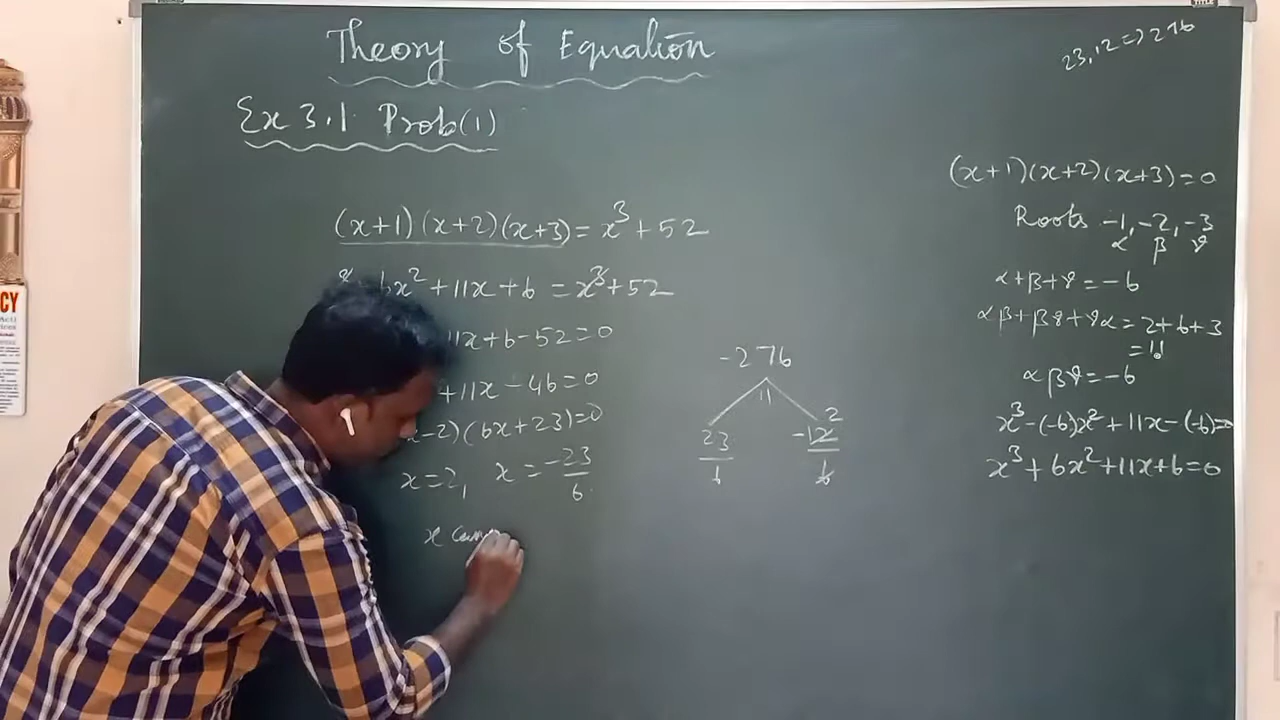 Theory of Equation
23, 12 => 276
Ex 3.1 Prob(1)
(x+1)(x+2)(x+3) = x³+52
6x²+11x+6 = x³+52
11x+6-52=0
+11x-46=0
x-2)(6x+23)=0
x=2, x = -23/6
x cann
-276
11
23/6
-12/6
2
(x+1)(x+2)(x+3)=0
Roots -1, -2, -3
α β γ
α+β+γ=-6
αβ+βγ+γα=2+6+3
=11
αβγ=-6
x³-(-6)x²+11x-(-6)=0
x³+6x²+11x+6=0
CY